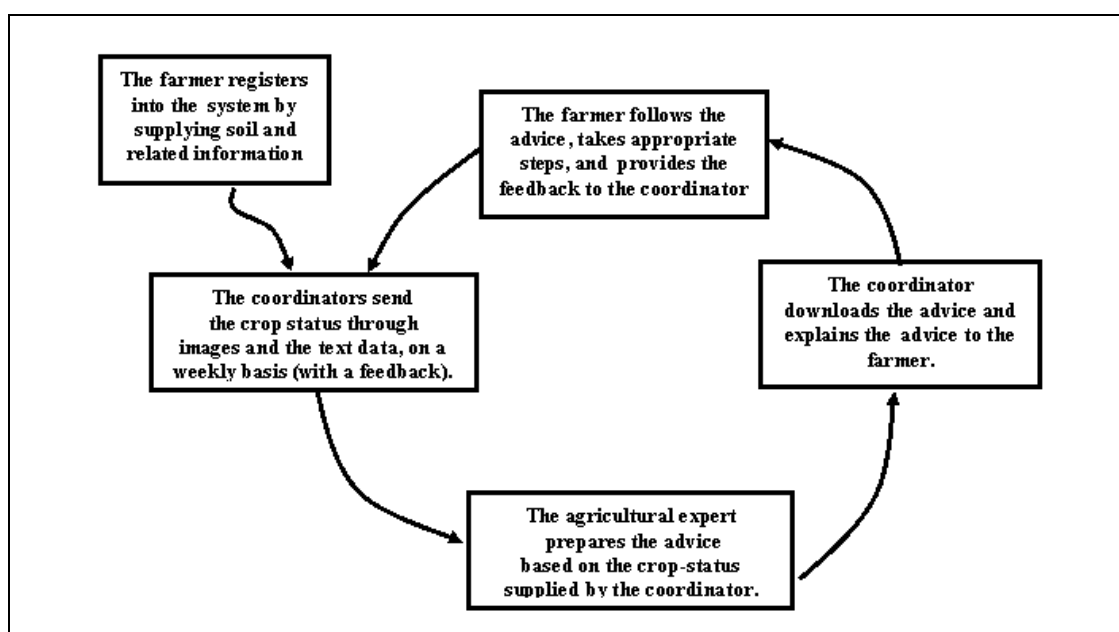 The farmer registers
into the system by
supplying soil and
related information
The farmer follows the
advice, takes appropriate
steps, and provides the
feedback to the coordinator
The coordinators send
the crop status through
images and the text data, on a
weekly basis (with a feedback).
The coordinator
downloads the advice and
explains the advice to the
farmer.
The agricultural expert
prepares the advice
based on the crop-status
supplied by the coordinator.